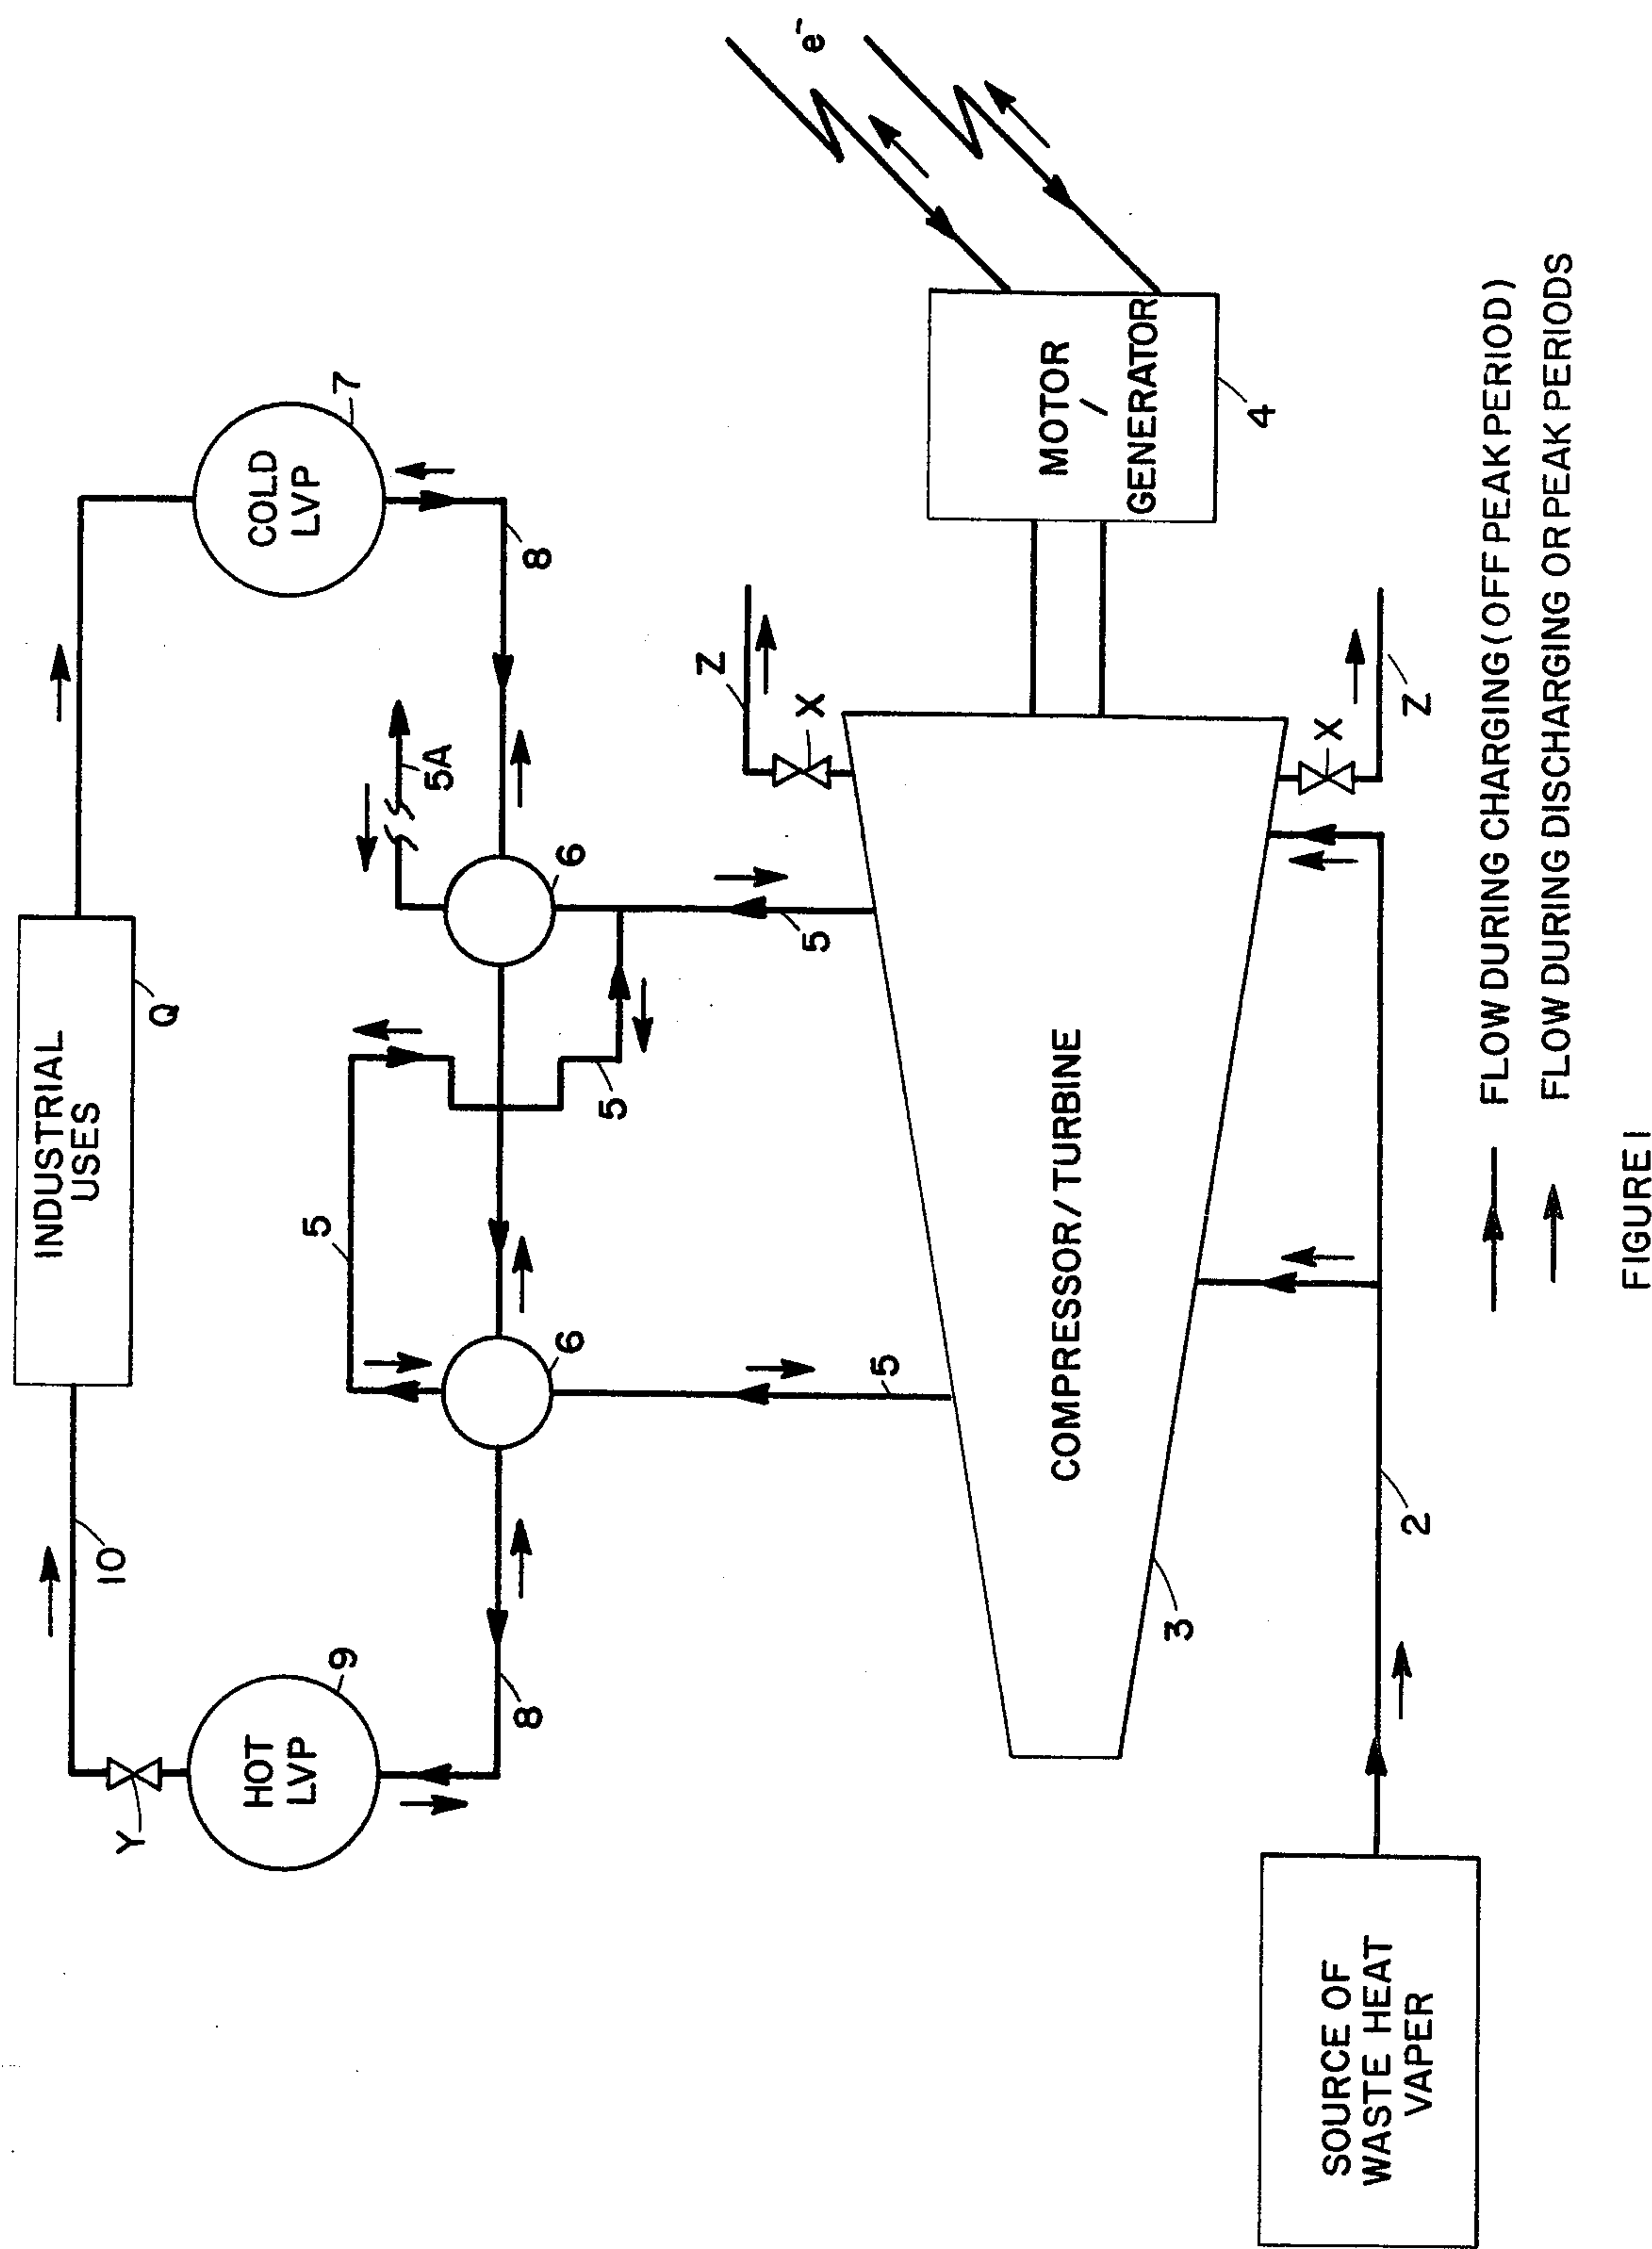 INDUSTRIAL
USES
Q
10
Y
HOT
LVP
9
COLD
LVP
7
8
8
5
5
5
5
5A
6
6
Z
X
X
Z
e⁻
MOTOR
/
GENERATOR
4
COMPRESSOR/TURBINE
3
2
SOURCE OF
WASTE HEAT
VAPER
FLOW DURING CHARGING (OFF PEAK PERIOD)
FLOW DURING DISCHARGING OR PEAK PERIODS
FIGURE 1